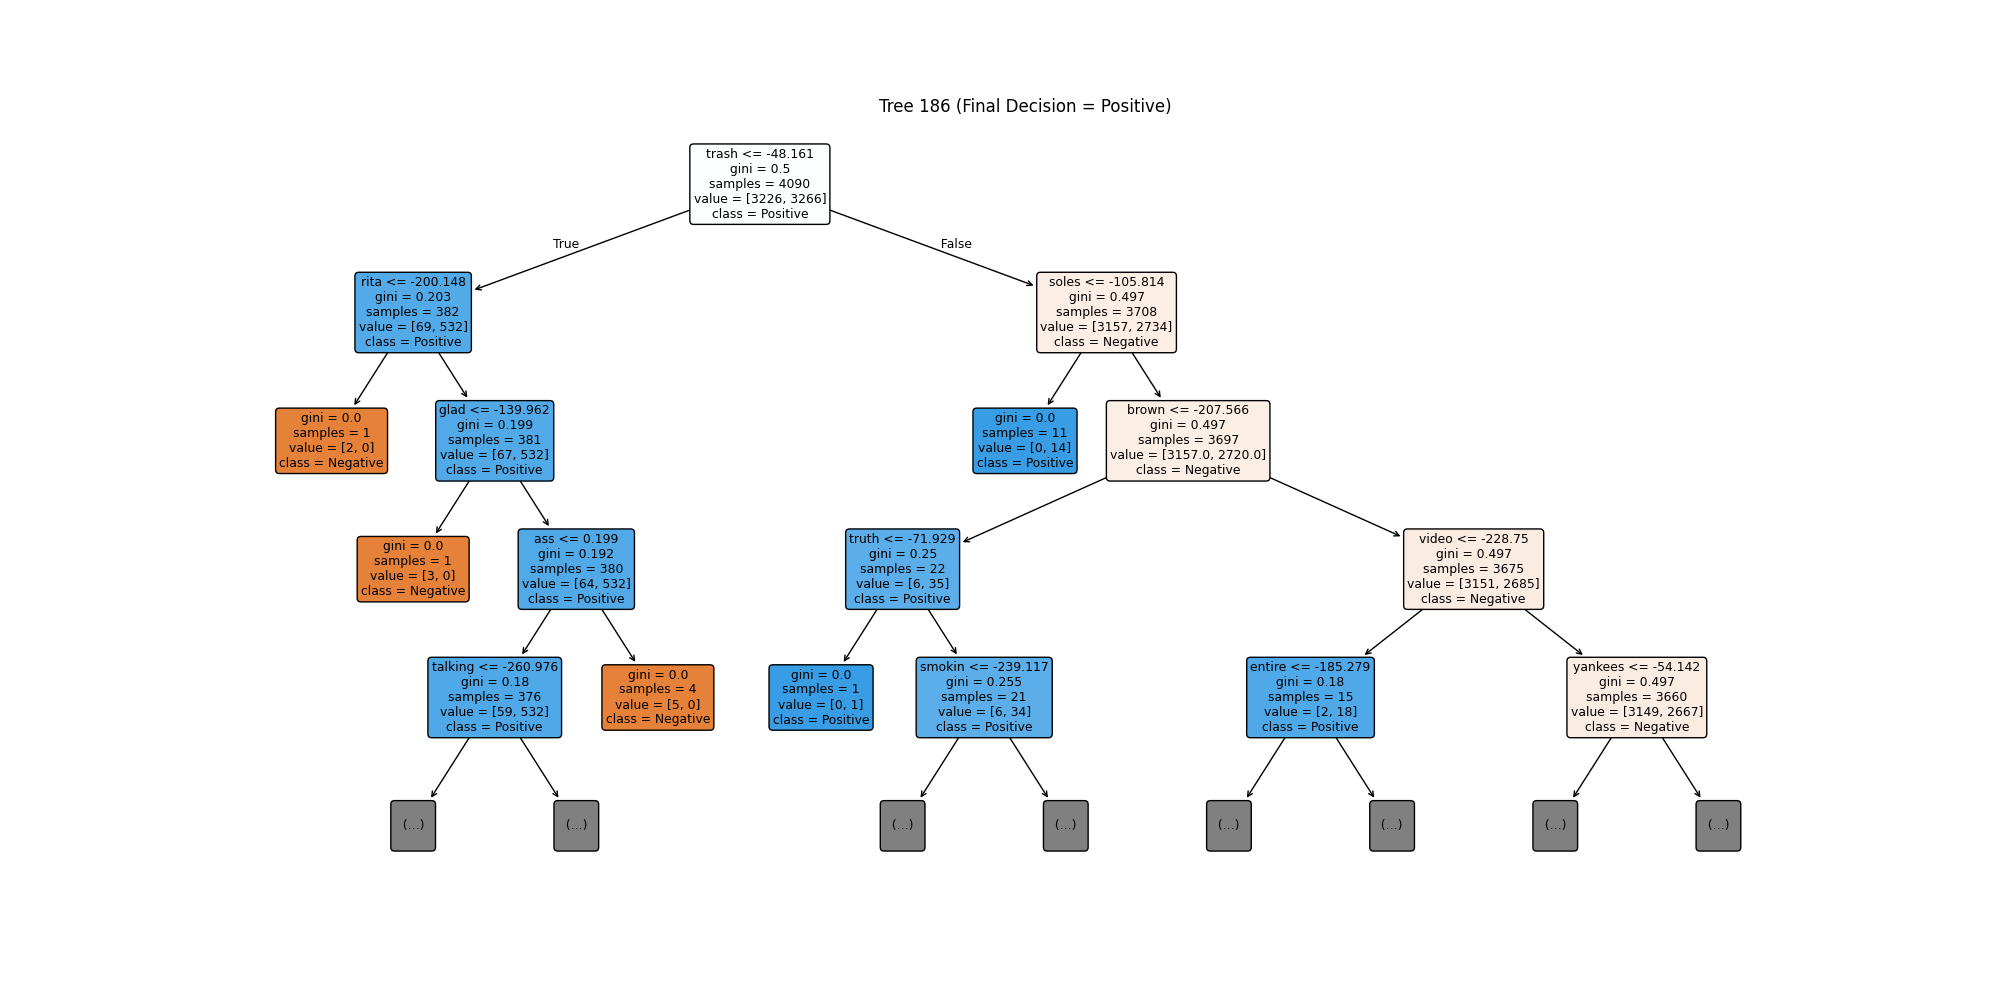 Tree 186 (Final Decision = Positive)
trash <= -48.161
gini = 0.5
samples = 4090
value = [3226, 3266]
class = Positive
True
False
rita <= -200.148
gini = 0.203
samples = 382
value = [69, 532]
class = Positive
soles <= -105.814
gini = 0.497
samples = 3708
value = [3157, 2734]
class = Negative
gini = 0.0
samples = 1
value = [2, 0]
class = Negative
glad <= -139.962
gini = 0.199
samples = 381
value = [67, 532]
class = Positive
gini = 0.0
samples = 11
value = [0, 14]
class = Positive
brown <= -207.566
gini = 0.497
samples = 3697
value = [3157.0, 2720.0]
class = Negative
gini = 0.0
samples = 1
value = [3, 0]
class = Negative
ass <= 0.199
gini = 0.192
samples = 380
value = [64, 532]
class = Positive
truth <= -71.929
gini = 0.25
samples = 22
value = [6, 35]
class = Positive
video <= -228.75
gini = 0.497
samples = 3675
value = [3151, 2685]
class = Negative
talking <= -260.976
gini = 0.18
samples = 376
value = [59, 532]
class = Positive
gini = 0.0
samples = 4
value = [5, 0]
class = Negative
gini = 0.0
samples = 1
value = [0, 1]
class = Positive
smokin <= -239.117
gini = 0.255
samples = 21
value = [6, 34]
class = Positive
entire <= -185.279
gini = 0.18
samples = 15
value = [2, 18]
class = Positive
yankees <= -54.142
gini = 0.497
samples = 3660
value = [3149, 2667]
class = Negative
(...)
(...)
(...)
(...)
(...)
(...)
(...)
(...)